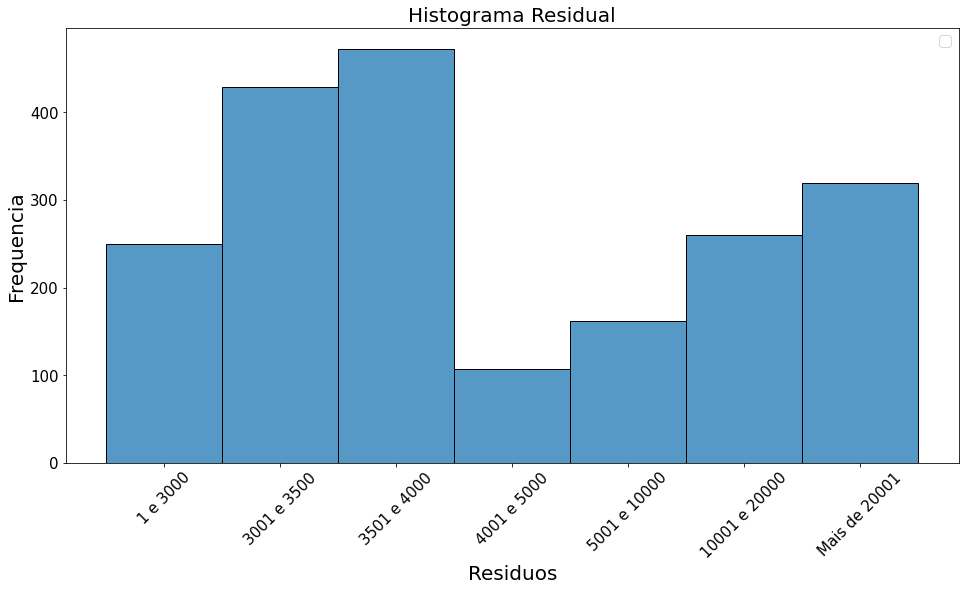 Histograma Residual
Frequencia
400
300
200
100
0
1 e 3000
3001 e 3500
3501 e 4000
4001 e 5000
5001 e 10000
10001 e 20000
Mais de 20001
Residuos